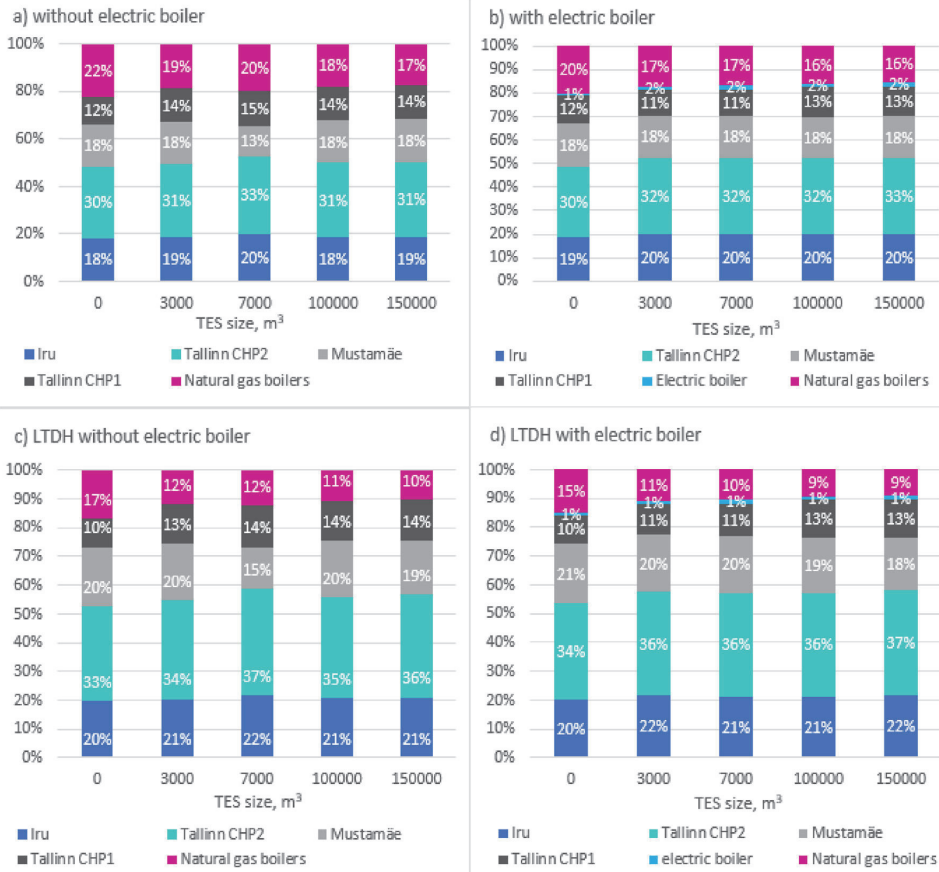 a) without electric boiler
100%
80%
60%
40%
20%
0%
22% 19% 20% 18% 17%
12% 14% 15% 14% 14%
18% 18% 13% 18% 18%
30% 31% 33% 31% 31%
18% 19% 20% 18% 19%
0 3000 7000 100000 150000
TES size, m³
Iru Tallinn CHP2 Mustamäe
Tallinn CHP1 Natural gas boilers
b) with electric boiler
100%
90%
80%
70%
60%
50%
40%
30%
20%
10%
0%
20% 17% 17% 16% 16%
1% 2% 2% 2% 2%
12% 11% 11% 13% 13%
18% 18% 18% 18% 18%
30% 32% 32% 32% 33%
19% 20% 20% 20% 20%
0 3000 7000 100000 150000
TES size, m³
Iru Tallinn CHP2 Mustamäe
Tallinn CHP1 Electric boiler Natural gas boilers
c) LTDH without electric boiler
100%
90%
80%
70%
60%
50%
40%
30%
20%
10%
0%
17% 12% 12% 11% 10%
10% 13% 14% 14% 14%
20% 20% 15% 20% 19%
33% 34% 37% 35% 36%
20% 21% 22% 21% 21%
0 3000 7000 100000 150000
TES size, m³
Iru Tallinn CHP2 Mustamäe
Tallinn CHP1 Natural gas boilers
d) LTDH with electric boiler
100%
90%
80%
70%
60%
50%
40%
30%
20%
10%
0%
15% 11% 10% 9% 9%
1% 1% 1% 1% 1%
10% 11% 11% 13% 13%
21% 20% 20% 19% 18%
34% 36% 36% 36% 37%
20% 22% 21% 21% 22%
0 3000 7000 100000 150000
TES size, m³
Iru Tallinn CHP2 Mustamäe
Tallinn CHP1 electric boiler Natural gas boilers